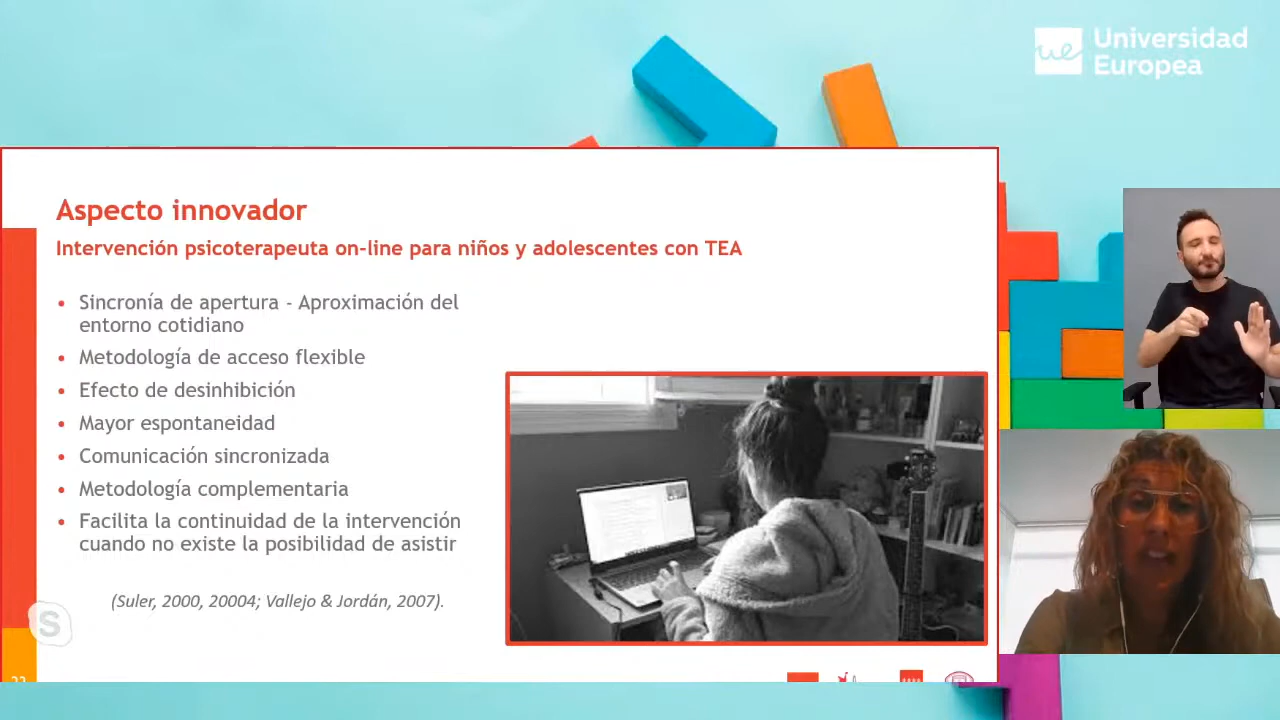 ue Universidad
Europea
Aspecto innovador
Intervención psicoterapeuta on-line para niños y adolescentes con TEA
• Sincronía de apertura - Aproximación del
entorno cotidiano
• Metodología de acceso flexible
• Efecto de desinhibición
• Mayor espontaneidad
• Comunicación sincronizada
• Metodología complementaria
• Facilita la continuidad de la intervención
cuando no existe la posibilidad de asistir
(Suler, 2000, 20004; Vallejo & Jordán, 2007).
S